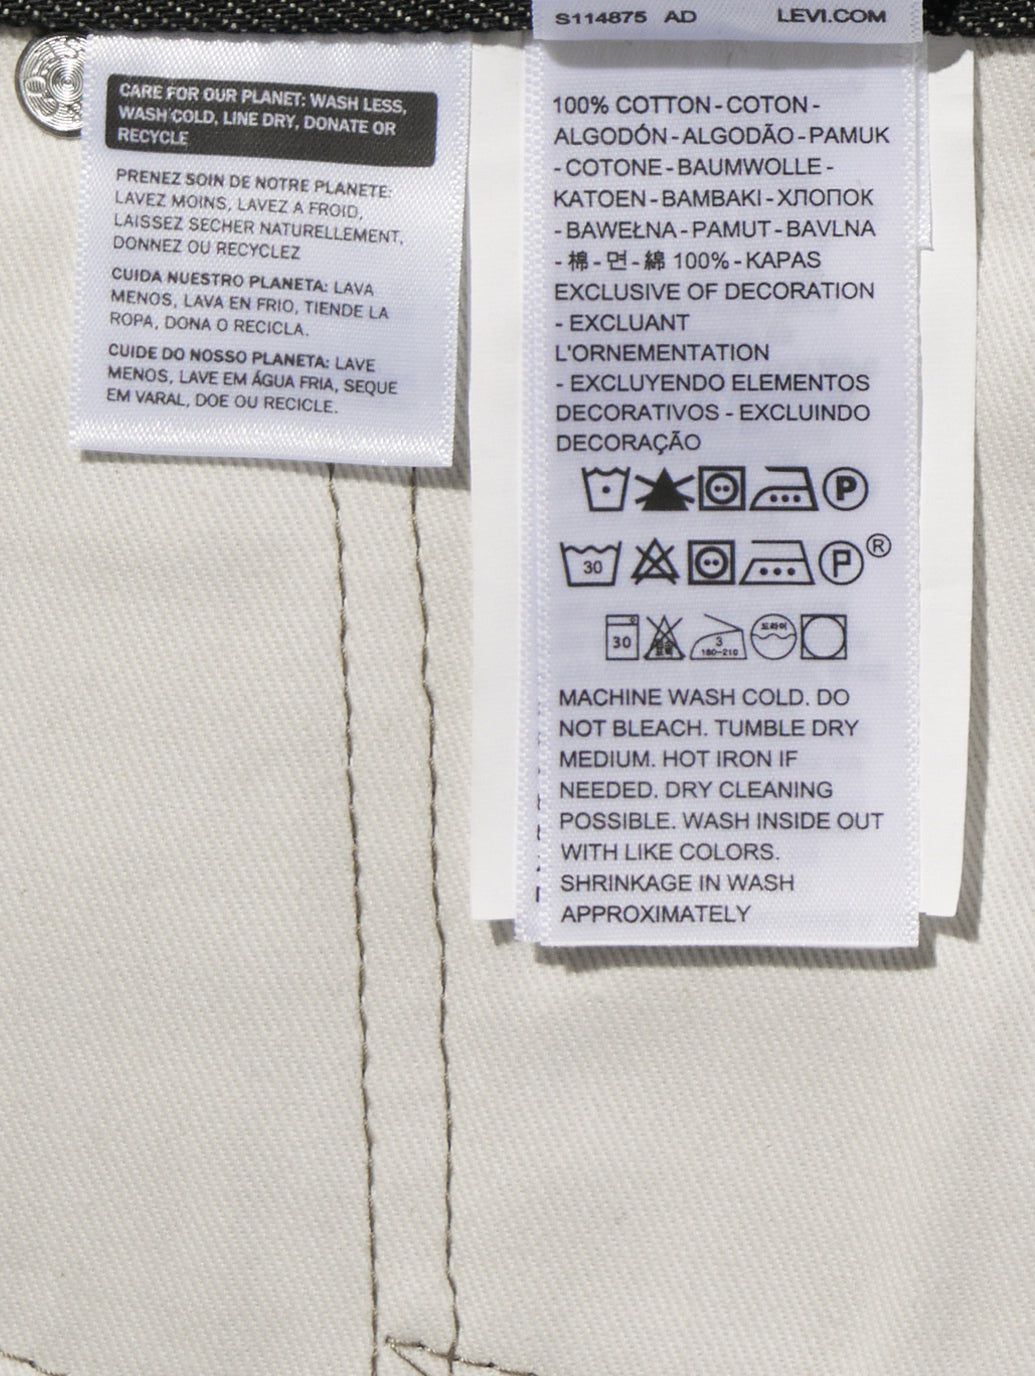 CARE FOR OUR PLANET: WASH LESS,
WASH COLD, LINE DRY, DONATE OR
RECYCLE
PRENEZ SOIN DE NOTRE PLANETE:
LAVEZ MOINS, LAVEZ A FROID,
LAISSEZ SECHER NATURELLEMENT,
DONNEZ OU RECYCLEZ
CUIDA NUESTRO PLANETA: LAVA
MENOS, LAVA EN FRIO, TIENDE LA
ROPA, DONA O RECICLA.
CUIDE DO NOSSO PLANETA: LAVE
MENOS, LAVE EM ÁGUA FRIA, SEQUE
EM VARAL, DOE OU RECICLE.
S114875 AD LEVI.COM
100% COTTON - COTON -
ALGODÓN - ALGODÃO - PAMUK
- COTONE - BAUMWOLLE -
KATOEN - BAMBAKI - ХЛОПОК
- BAWEŁNA - PAMUT - BAVLNA
- 棉 - 면 - 綿 100% - KAPAS
EXCLUSIVE OF DECORATION
- EXCLUANT
L'ORNEMENTATION
- EXCLUYENDO ELEMENTOS
DECORATIVOS - EXCLUINDO
DECORAÇÃO
P
30 P ®
30 3 180~210 드라이
MACHINE WASH COLD. DO
NOT BLEACH. TUMBLE DRY
MEDIUM. HOT IRON IF
NEEDED. DRY CLEANING
POSSIBLE. WASH INSIDE OUT
WITH LIKE COLORS.
SHRINKAGE IN WASH
APPROXIMATELY